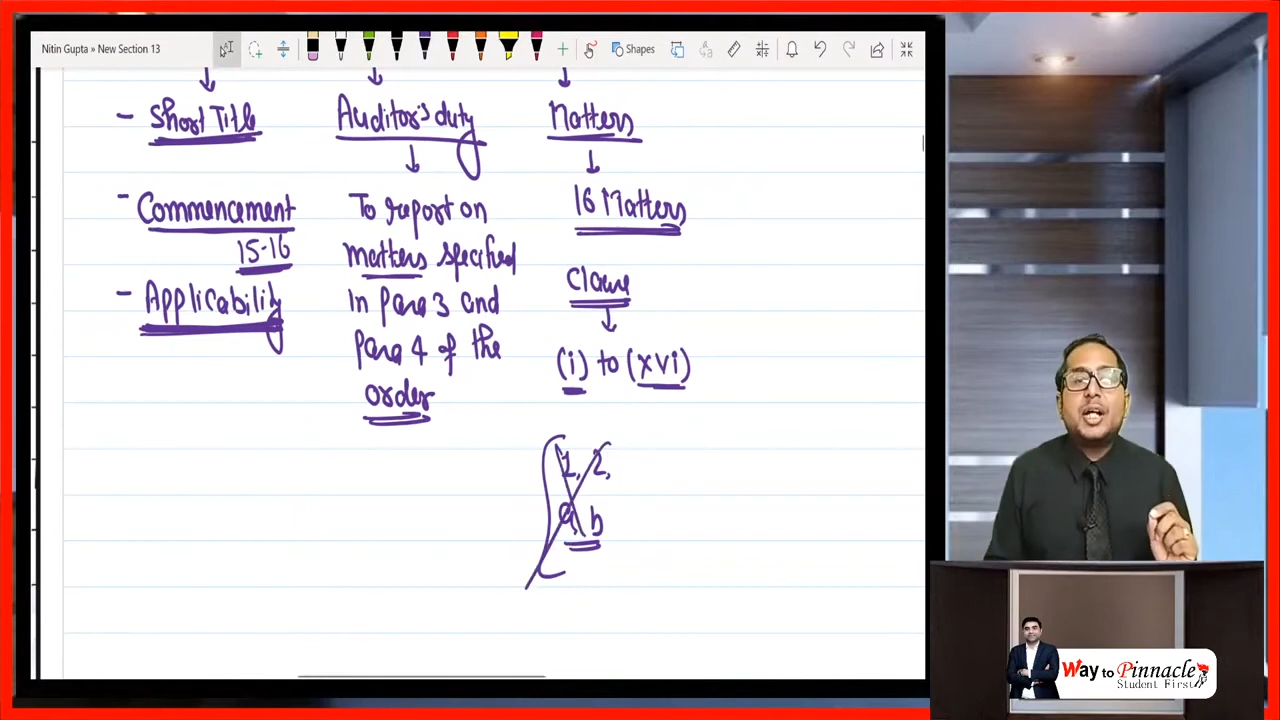 Nitin Gupta » New Section 13
Shapes
- Short Title
- Commencement
15-16
- Applicability
Auditor's duty
To report on
matters specified
in para 3 and
para 4 of the
order
Matters
16 Matters
Clause
(i) to (xvi)
1, 2,
a, b
Way to Pinnacle
Student First